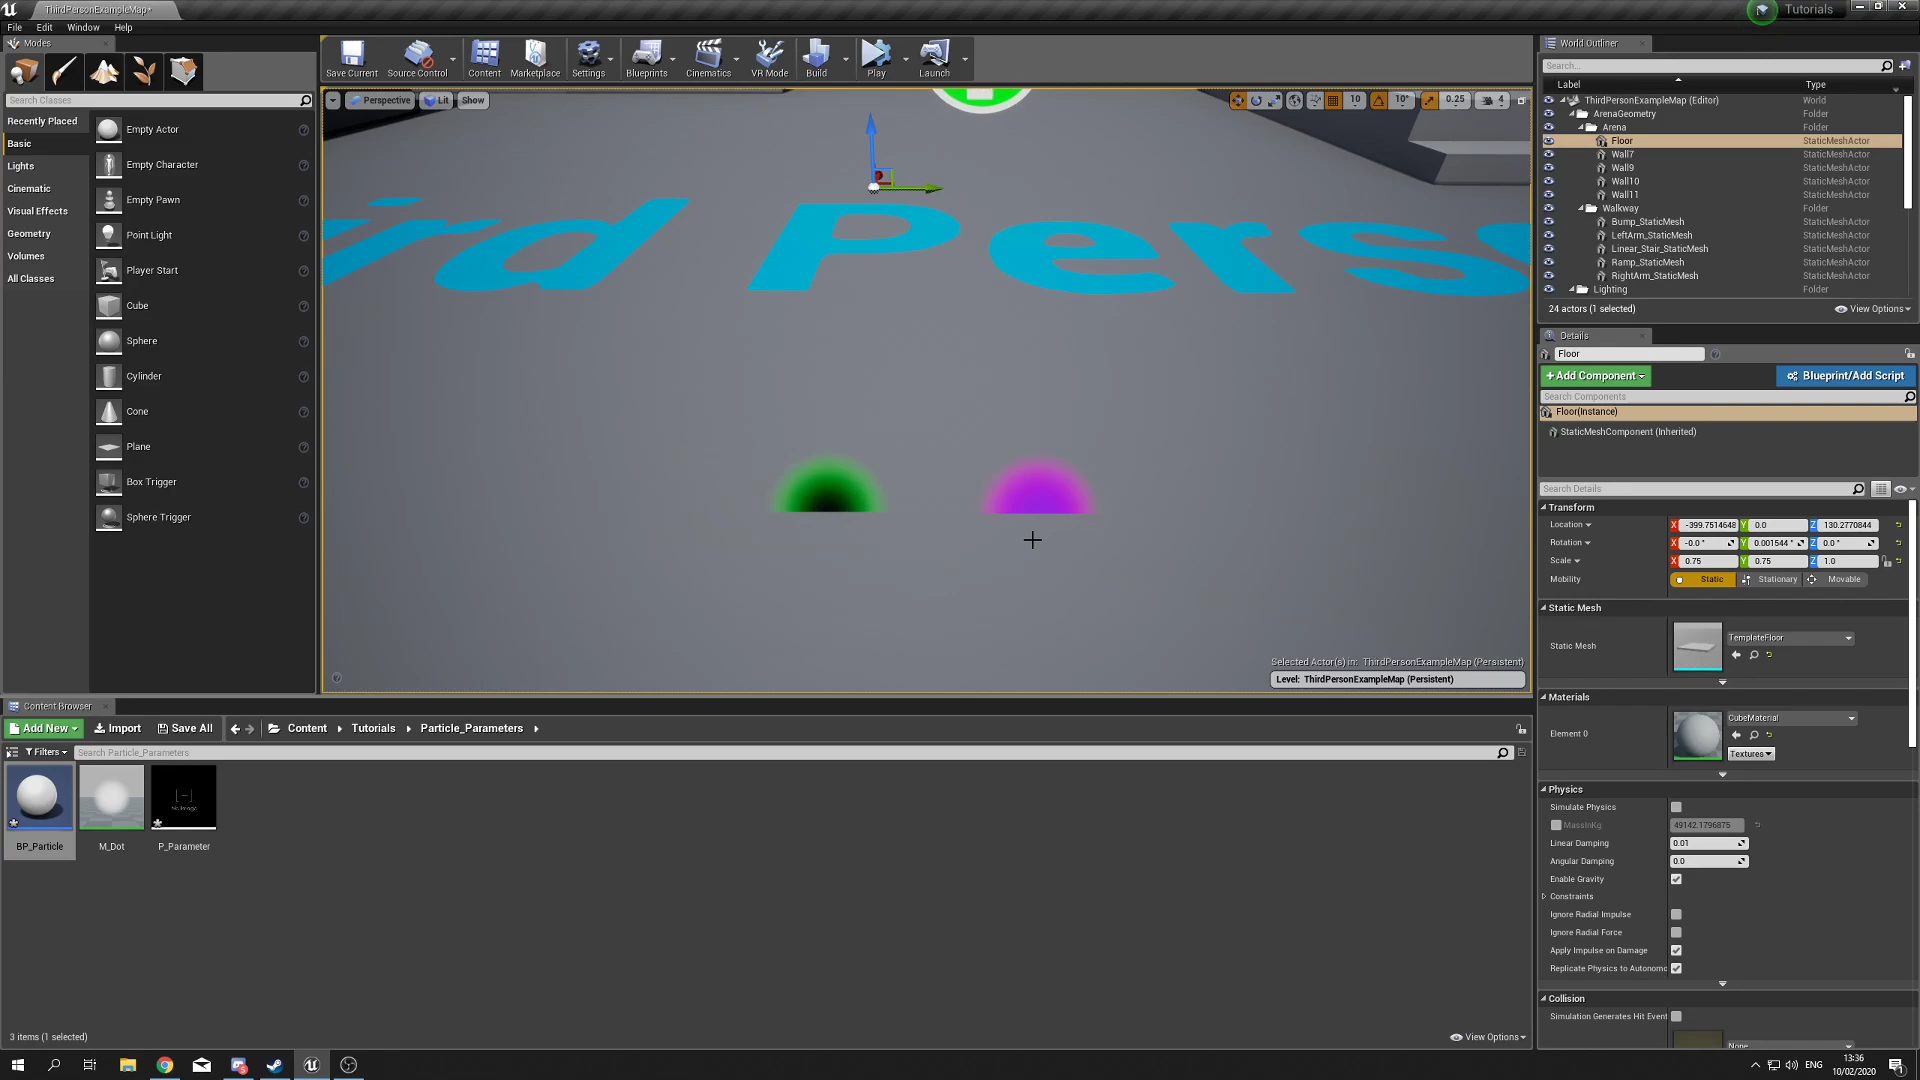 ThirdPersonExampleMap*
Tutorials
File Edit Window Help
Modes
Search Classes
Recently Placed
Basic
Lights
Cinematic
Visual Effects
Geometry
Volumes
All Classes
Empty Actor
Empty Character
Empty Pawn
Point Light
Player Start
Cube
Sphere
Cylinder
Cone
Plane
Box Trigger
Sphere Trigger
Save Current Source Control Content Marketplace Settings Blueprints Cinematics VR Mode Build Play Launch
Perspective Lit Show
10 10° 0.25 4
ird Pers
Selected Actor(s) in: ThirdPersonExampleMap (Persistent)
Level: ThirdPersonExampleMap (Persistent)
World Outliner
Search...
Label Type
ThirdPersonExampleMap (Editor) World
ArenaGeometry Folder
Arena Folder
Floor StaticMeshActor
Wall7 StaticMeshActor
Wall9 StaticMeshActor
Wall10 StaticMeshActor
Wall11 StaticMeshActor
Walkway Folder
Bump_StaticMesh StaticMeshActor
LeftArm_StaticMesh StaticMeshActor
Linear_Stair_StaticMesh StaticMeshActor
Ramp_StaticMesh StaticMeshActor
RightArm_StaticMesh StaticMeshActor
Lighting Folder
24 actors (1 selected) View Options
Details
Floor
+Add Component Blueprint/Add Script
Search Components
Floor(Instance)
StaticMeshComponent (Inherited)
Search Details
Transform
Location X -399.7514648 Y 0.0 Z 130.2770844
Rotation X -0.0 ° Y 0.001544 ° Z 0.0 °
Scale X 0.75 Y 0.75 Z 1.0
Mobility Static Stationary Movable
Static Mesh
Static Mesh TemplateFloor
Materials
Element 0 CubeMaterial
Textures
Physics
Simulate Physics
MassInKg 49142.1796875
Linear Damping 0.01
Angular Damping 0.0
Enable Gravity
Constraints
Ignore Radial Impulse
Ignore Radial Force
Apply Impulse on Damage
Replicate Physics to Autonomo
Collision
Simulation Generates Hit Event
None
Content Browser
Add New Import Save All Content Tutorials Particle_Parameters
Filters Search Particle_Parameters
No Image
BP_Particle M_Dot P_Parameter
3 items (1 selected) View Options
ENG 13:36
10/02/2020